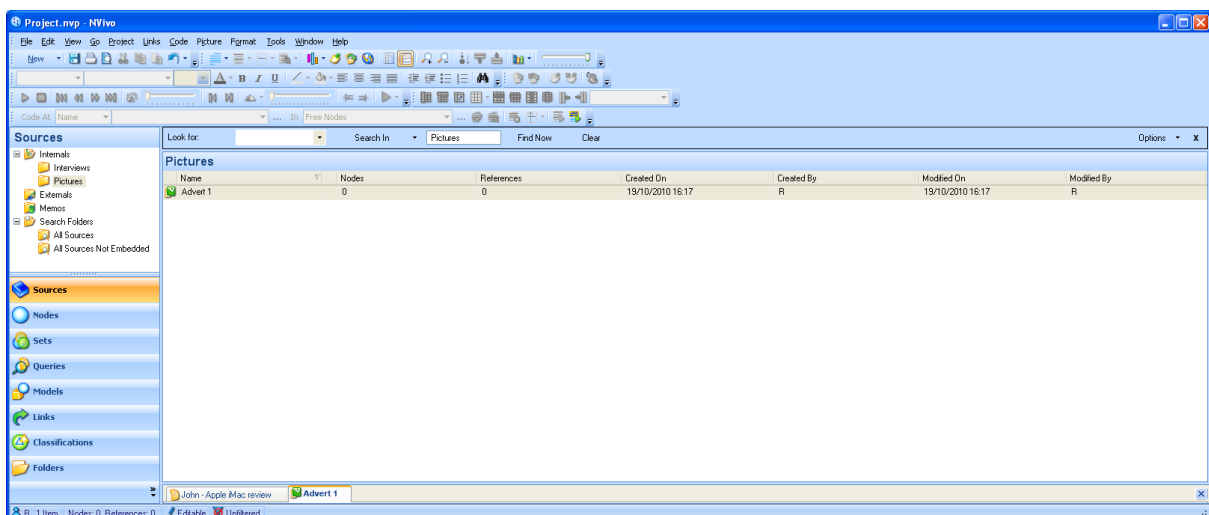 Project.nvp - NVivo
File Edit View Go Project Links Code Picture Format Tools Window Help
New
A B I U
Code At Name ... In Free Nodes ...
Sources
Look for: Search In Pictures Find Now Clear Options x
Internals
Interviews
Pictures
Externals
Memos
Search Folders
All Sources
All Sources Not Embedded
Pictures
Name Nodes References Created On Created By Modified On Modified By
Advert 1 0 0 19/10/2010 16:17 R 19/10/2010 16:17 R
Sources
Nodes
Sets
Queries
Models
Links
Classifications
Folders
John - Apple iMac review Advert 1
R 1 Item Nodes: 0 References: 0 Editable Unfiltered